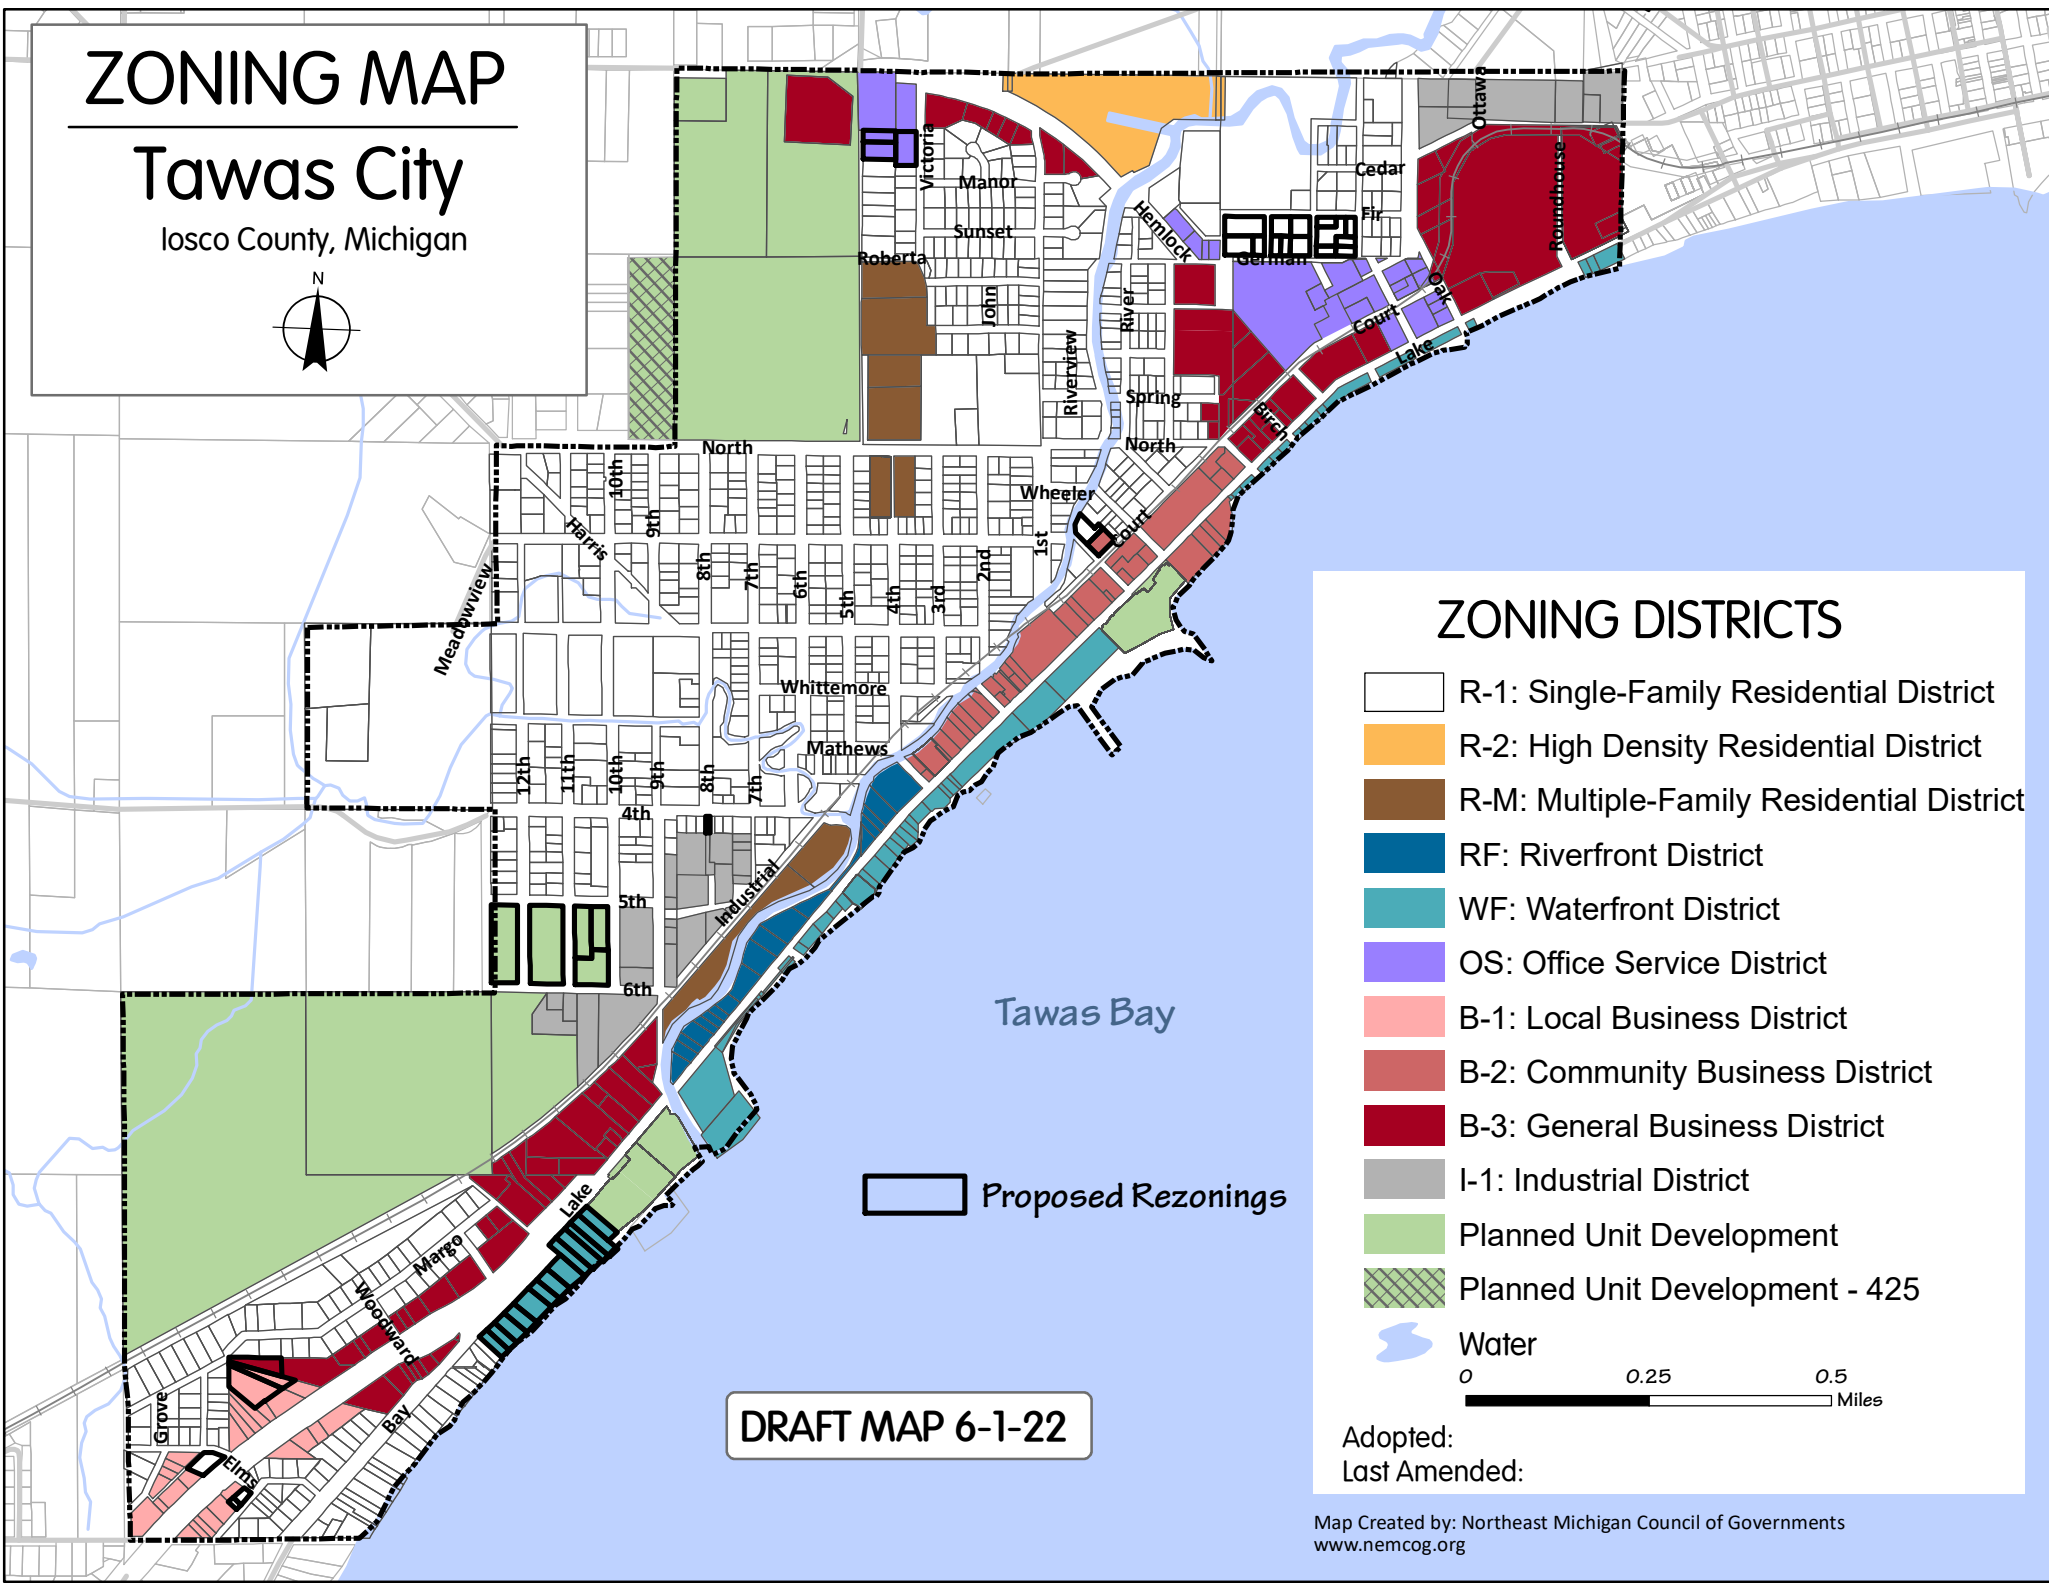 ZONING MAP
Tawas City
Iosco County, Michigan
N
Ottawa
Victoria
Manor
Cedar
Roundhouse
Hemlock
Fir
Sunset
Roberta
German
John
River
Oak
Court
Riverview
Lake
Spring
Birch
North
North
10th
Wheeler
9th
Harris
Court
1st
8th
7th
6th
5th
4th
3rd
2nd
Meadowview
Whittemore
Mathews
12th
11th
10th
9th
8th
7th
4th
Industrial
5th
6th
Tawas Bay
Proposed Rezonings
Lake
Margo
Woodward
Grove
Bay
Elms
DRAFT MAP 6-1-22
ZONING DISTRICTS
R-1: Single-Family Residential District
R-2: High Density Residential District
R-M: Multiple-Family Residential District
RF: Riverfront District
WF: Waterfront District
OS: Office Service District
B-1: Local Business District
B-2: Community Business District
B-3: General Business District
I-1: Industrial District
Planned Unit Development
Planned Unit Development - 425
Water
0 0.25 0.5
Miles
Adopted:
Last Amended:
Map Created by: Northeast Michigan Council of Governments
www.nemcog.org